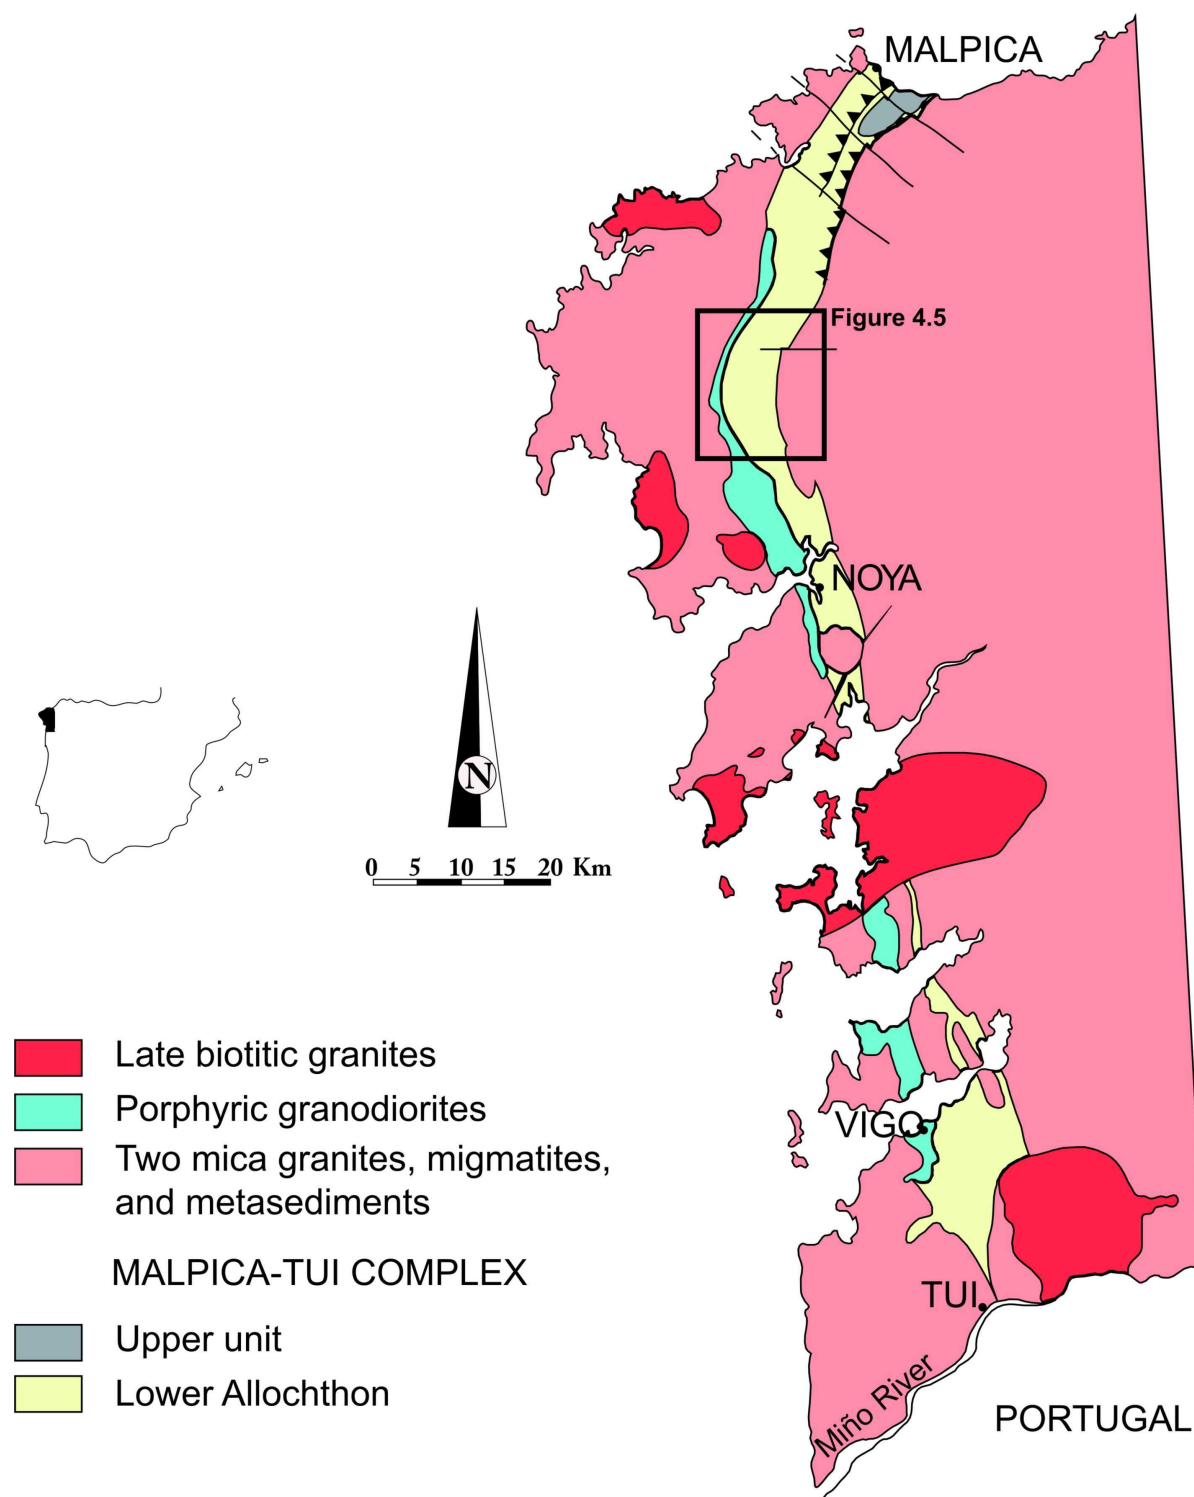 MALPICA
Figure 4.5
NOYA
N
0 5 10 15 20 Km
Late biotitic granites
Porphyric granodiorites
Two mica granites, migmatites,
and metasediments
MALPICA-TUI COMPLEX
Upper unit
Lower Allochthon
VIGO
TUI
Miño River
PORTUGAL